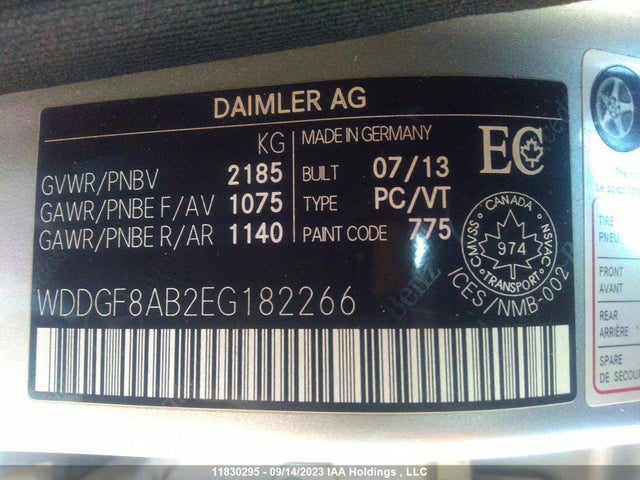 DAIMLER AG
KG
GVWR/PNBV 2185
GAWR/PNBE F/AV 1075
GAWR/PNBE R/AR 1140
MADE IN GERMANY
BUILT 07/13
TYPE PC/VT
PAINT CODE 775
EC
CANADA
CMVSS NSVAC
974
TRANSPORT
ICES/NMB-002
WDDGF8AB2EG182266
TIRE
PNEU
FRONT
AVANT
REAR
ARRIÈRE
SPARE
DE SECOU
11830295 - 09/14/2023 IAA Holdings , LLC